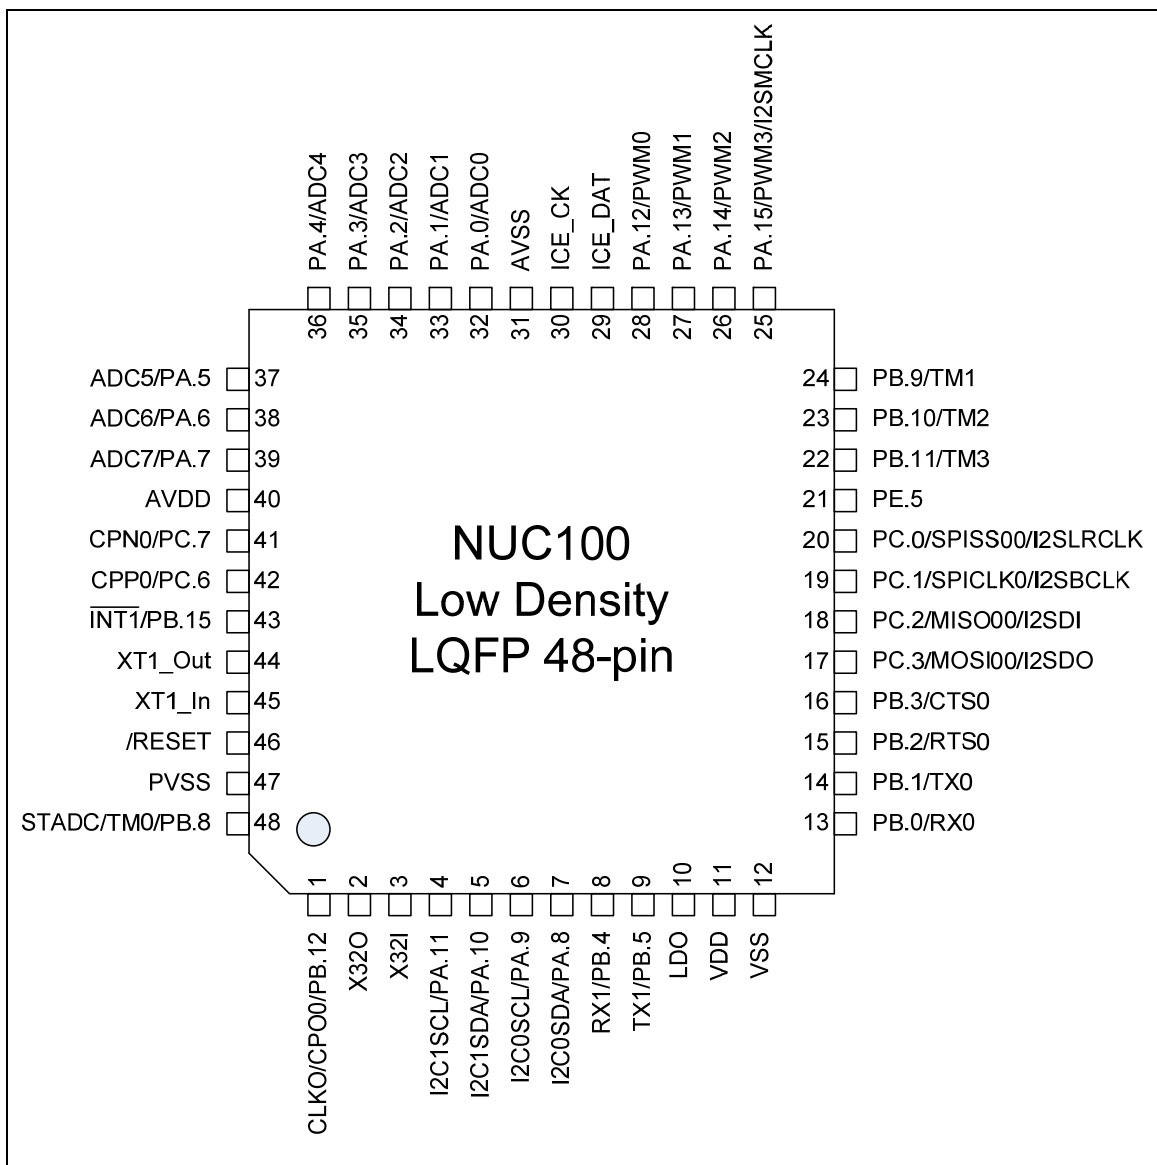 PA.4/ADC4
PA.3/ADC3
PA.2/ADC2
PA.1/ADC1
PA.0/ADC0
AVSS
ICE_CK
ICE_DAT
PA.12/PWM0
PA.13/PWM1
PA.14/PWM2
PA.15/PWM3/I2SMCLK
36
35
34
33
32
31
30
29
28
27
26
25
ADC5/PA.5 37
ADC6/PA.6 38
ADC7/PA.7 39
AVDD 40
CPN0/PC.7 41
CPP0/PC.6 42
INT1/PB.15 43
XT1_Out 44
XT1_In 45
/RESET 46
PVSS 47
STADC/TM0/PB.8 48
NUC100
Low Density
LQFP 48-pin
24 PB.9/TM1
23 PB.10/TM2
22 PB.11/TM3
21 PE.5
20 PC.0/SPISS00/I2SLRCLK
19 PC.1/SPICLK0/I2SBCLK
18 PC.2/MISO00/I2SDI
17 PC.3/MOSI00/I2SDO
16 PB.3/CTS0
15 PB.2/RTS0
14 PB.1/TX0
13 PB.0/RX0
1
2
3
4
5
6
7
8
9
10
11
12
CLKO/CPO0/PB.12
X32O
X32I
I2C1SCL/PA.11
I2C1SDA/PA.10
I2C0SCL/PA.9
I2C0SDA/PA.8
RX1/PB.4
TX1/PB.5
LDO
VDD
VSS